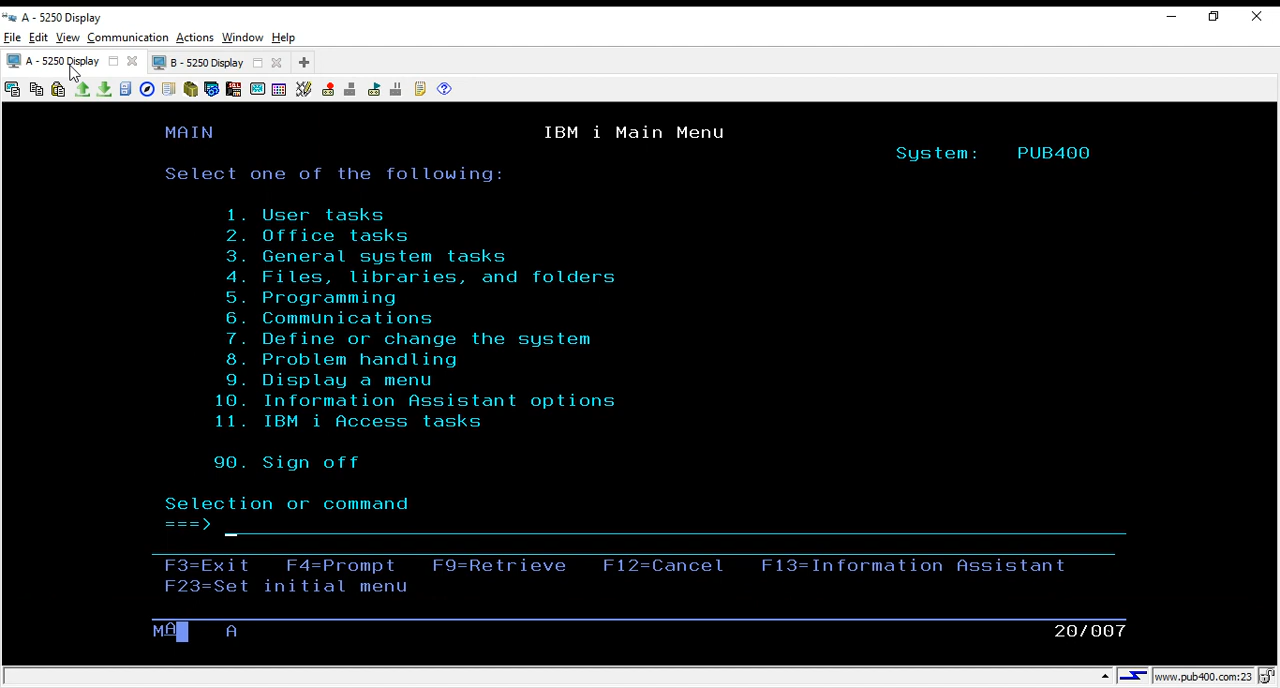 A - 5250 Display
File Edit View Communication Actions Window Help
A - 5250 Display B - 5250 Display
MAIN IBM i Main Menu
System: PUB400
Select one of the following:
1. User tasks
2. Office tasks
3. General system tasks
4. Files, libraries, and folders
5. Programming
6. Communications
7. Define or change the system
8. Problem handling
9. Display a menu
10. Information Assistant options
11. IBM i Access tasks
90. Sign off
Selection or command
===>
F3=Exit F4=Prompt F9=Retrieve F12=Cancel F13=Information Assistant
F23=Set initial menu
MA A 20/007
www.pub400.com:23